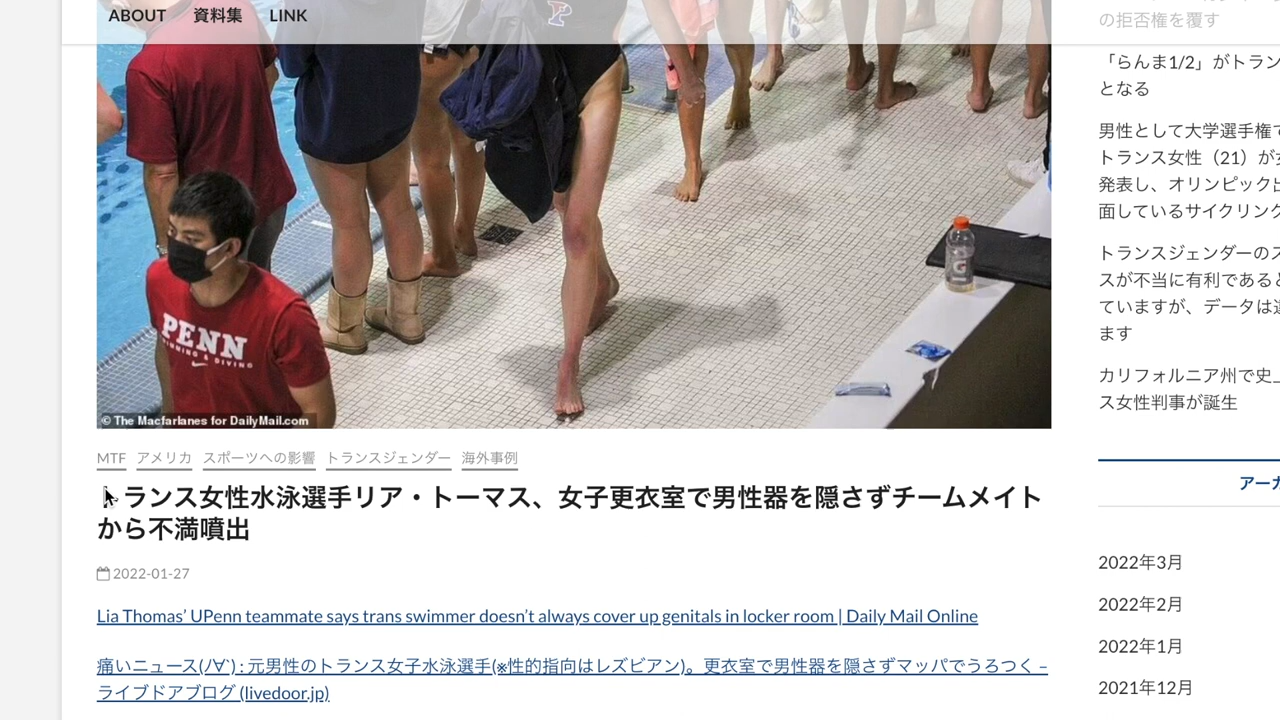 ABOUT 資料集 LINK
の拒否権を覆す
「らんま1/2」がトラン
となる
男性として大学選手権で
トランス女性（21）が女
発表し、オリンピック出
面しているサイクリング
トランスジェンダーのス
スが不当に有利であると
ていますが、データは違
ます
カリフォルニア州で史上
ス女性判事が誕生
アーカ
2022年3月
2022年2月
2022年1月
2021年12月
P
PENN
SWIMMING & DIVING
G
© The Macfarlanes for DailyMail.com
MTF アメリカ スポーツへの影響 トランスジェンダー 海外事例
トランス女性水泳選手リア・トーマス、女子更衣室で男性器を隠さずチームメイト
から不満噴出
2022-01-27
Lia Thomas’ UPenn teammate says trans swimmer doesn’t always cover up genitals in locker room | Daily Mail Online
痛いニュース(ﾉ∀`) : 元男性のトランス女子水泳選手(※性的指向はレズビアン)。更衣室で男性器を隠さずマッパでうろつく –
ライブドアブログ (livedoor.jp)